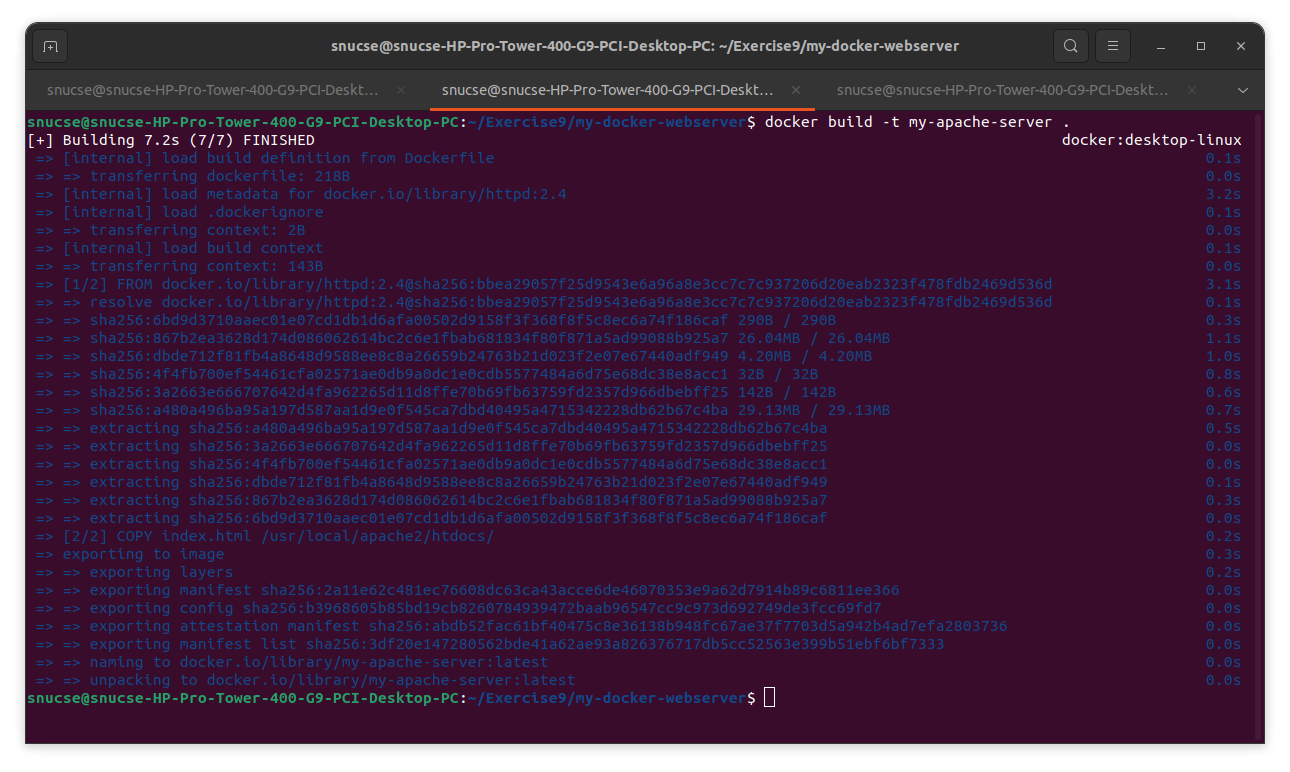 snucse@snucse-HP-Pro-Tower-400-G9-PCI-Desktop-PC: ~/Exercise9/my-docker-webserver
snucse@snucse-HP-Pro-Tower-400-G9-PCI-Deskt... snucse@snucse-HP-Pro-Tower-400-G9-PCI-Deskt... snucse@snucse-HP-Pro-Tower-400-G9-PCI-Deskt...
snucse@snucse-HP-Pro-Tower-400-G9-PCI-Desktop-PC:~/Exercise9/my-docker-webserver$ docker build -t my-apache-server .
[+] Building 7.2s (7/7) FINISHED docker:desktop-linux
=> [internal] load build definition from Dockerfile 0.1s
=> => transferring dockerfile: 218B 0.0s
=> [internal] load metadata for docker.io/library/httpd:2.4 3.2s
=> [internal] load .dockerignore 0.1s
=> => transferring context: 2B 0.0s
=> [internal] load build context 0.1s
=> => transferring context: 143B 0.0s
=> [1/2] FROM docker.io/library/httpd:2.4@sha256:bbea29057f25d9543e6a96a8e3cc7c7c937206d20eab2323f478fdb2469d536d 3.1s
=> => resolve docker.io/library/httpd:2.4@sha256:bbea29057f25d9543e6a96a8e3cc7c7c937206d20eab2323f478fdb2469d536d 0.1s
=> => sha256:6bd9d3710aaec01e07cd1db1d6afa00502d9158f3f368f8f5c8ec6a74f186caf 290B / 290B 0.3s
=> => sha256:867b2ea3628d174d086062614bc2c6e1fbab681834f80f871a5ad99088b925a7 26.04MB / 26.04MB 1.1s
=> => sha256:dbde712f81fb4a8648d9588ee8c8a26659b24763b21d023f2e07e67440adf949 4.20MB / 4.20MB 1.0s
=> => sha256:4f4fb700ef54461cfa02571ae0db9a0dc1e0cdb5577484a6d75e68dc38e8acc1 32B / 32B 0.8s
=> => sha256:3a2663e666707642d4fa962265d11d8ffe70b69fb63759fd2357d966dbebff25 142B / 142B 0.6s
=> => sha256:a480a496ba95a197d587aa1d9e0f545ca7dbd40495a4715342228db62b67c4ba 29.13MB / 29.13MB 0.7s
=> => extracting sha256:a480a496ba95a197d587aa1d9e0f545ca7dbd40495a4715342228db62b67c4ba 0.5s
=> => extracting sha256:3a2663e666707642d4fa962265d11d8ffe70b69fb63759fd2357d966dbebff25 0.0s
=> => extracting sha256:4f4fb700ef54461cfa02571ae0db9a0dc1e0cdb5577484a6d75e68dc38e8acc1 0.0s
=> => extracting sha256:dbde712f81fb4a8648d9588ee8c8a26659b24763b21d023f2e07e67440adf949 0.1s
=> => extracting sha256:867b2ea3628d174d086062614bc2c6e1fbab681834f80f871a5ad99088b925a7 0.3s
=> => extracting sha256:6bd9d3710aaec01e07cd1db1d6afa00502d9158f3f368f8f5c8ec6a74f186caf 0.0s
=> [2/2] COPY index.html /usr/local/apache2/htdocs/ 0.2s
=> exporting to image 0.3s
=> => exporting layers 0.2s
=> => exporting manifest sha256:2a11e62c481ec76608dc63ca43acce6de46070353e9a62d7914b89c6811ee366 0.0s
=> => exporting config sha256:b3968605b85bd19cb8260784939472baab96547cc9c973d692749de3fcc69fd7 0.0s
=> => exporting attestation manifest sha256:abdb52fac61bf40475c8e36138b948fc67ae37f7703d5a942b4ad7efa2803736 0.0s
=> => exporting manifest list sha256:3df20e147280562bde41a62ae93a826376717db5cc52563e399b51ebf6bf7333 0.0s
=> => naming to docker.io/library/my-apache-server:latest 0.0s
=> => unpacking to docker.io/library/my-apache-server:latest 0.0s
snucse@snucse-HP-Pro-Tower-400-G9-PCI-Desktop-PC:~/Exercise9/my-docker-webserver$